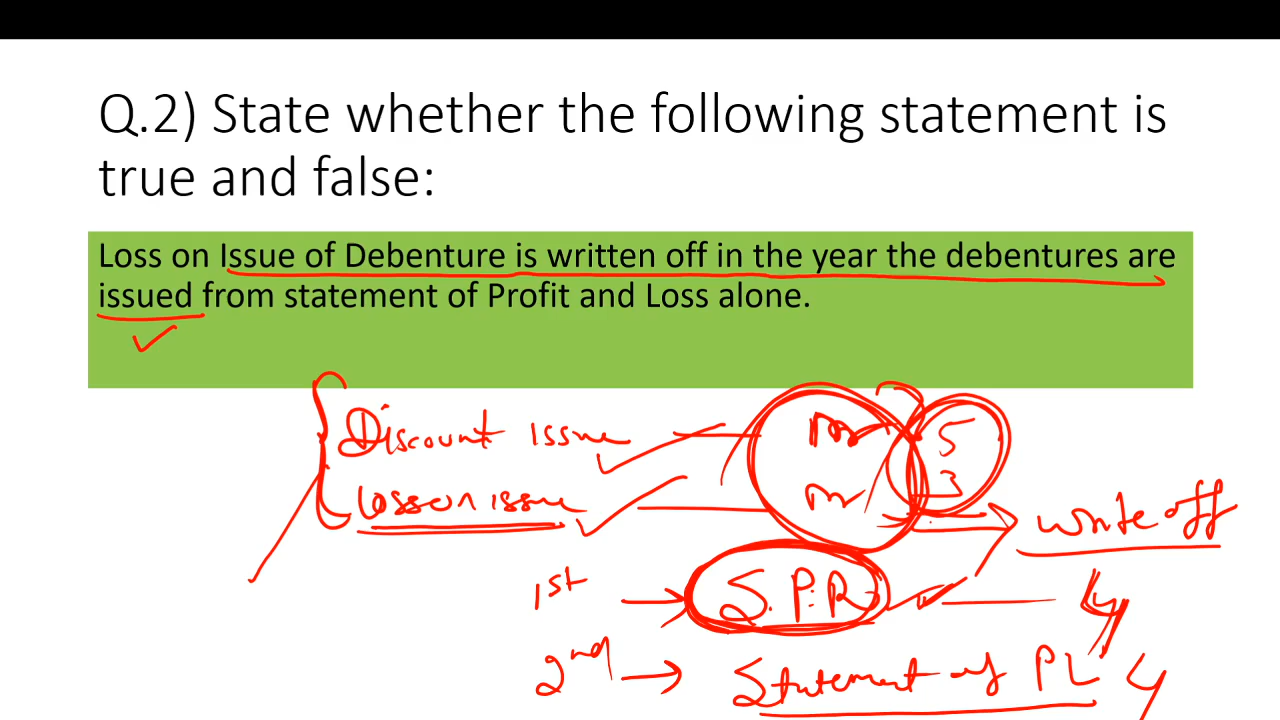 Q.2) State whether the following statement is
true and false:
Loss on Issue of Debenture is written off in the year the debentures are
issued from statement of Profit and Loss alone.
Discount issue
5
Loss on issue
3
write off
1st S.P.R
2nd Statement of PL